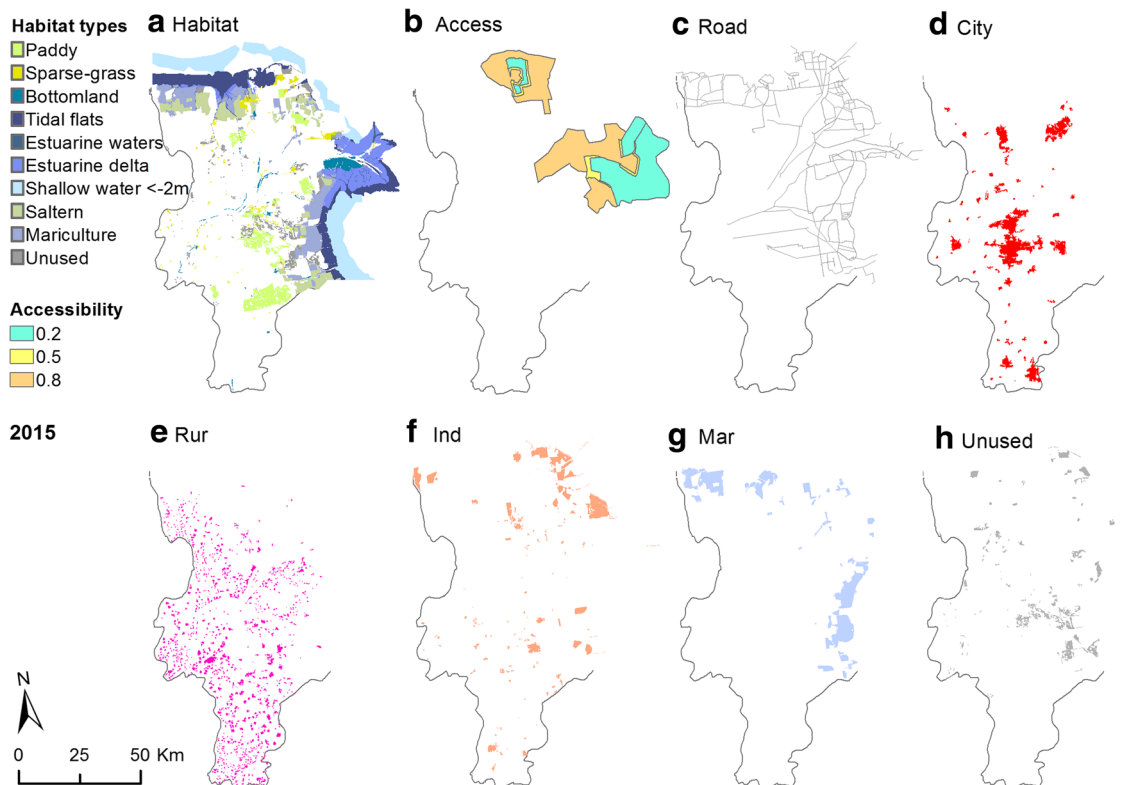 Habitat types
Paddy
Sparse-grass
Bottomland
Tidal flats
Estuarine waters
Estuarine delta
Shallow water <-2m
Saltern
Mariculture
Unused
Accessibility
0.2
0.5
0.8
2015
a Habitat
b Access
c Road
d City
e Rur
f Ind
g Mar
h Unused
N
0 25 50 Km